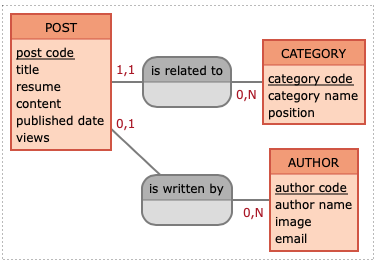 POST
post code
title
resume
content
published date
views
1,1
is related to
0,N
CATEGORY
category code
category name
position
0,1
is written by
0,N
AUTHOR
author code
author name
image
email